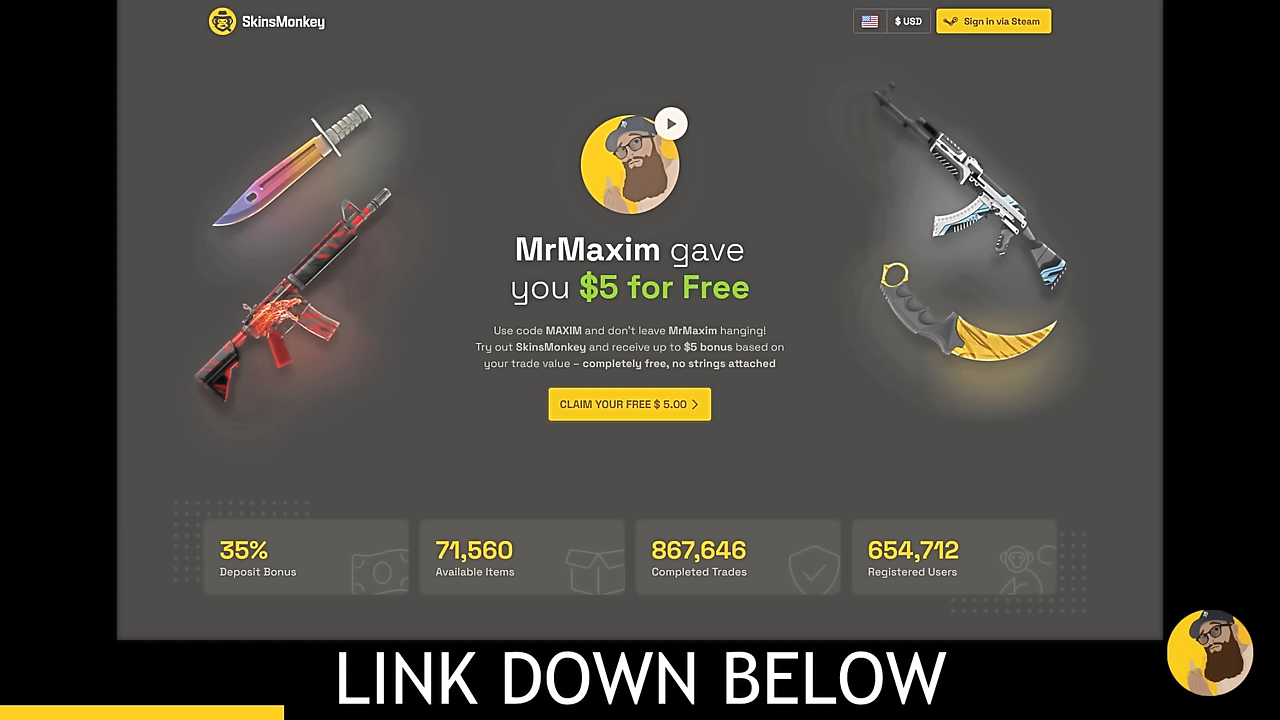 SkinsMonkey
$ USD
Sign in via Steam
MrMaxim gave
you $5 for Free
Use code MAXIM and don't leave MrMaxim hanging!
Try out SkinsMonkey and receive up to $5 bonus based on
your trade value – completely free, no strings attached
CLAIM YOUR FREE $ 5.00
35%
Deposit Bonus
71,560
Available Items
867,646
Completed Trades
654,712
Registered Users
LINK DOWN BELOW